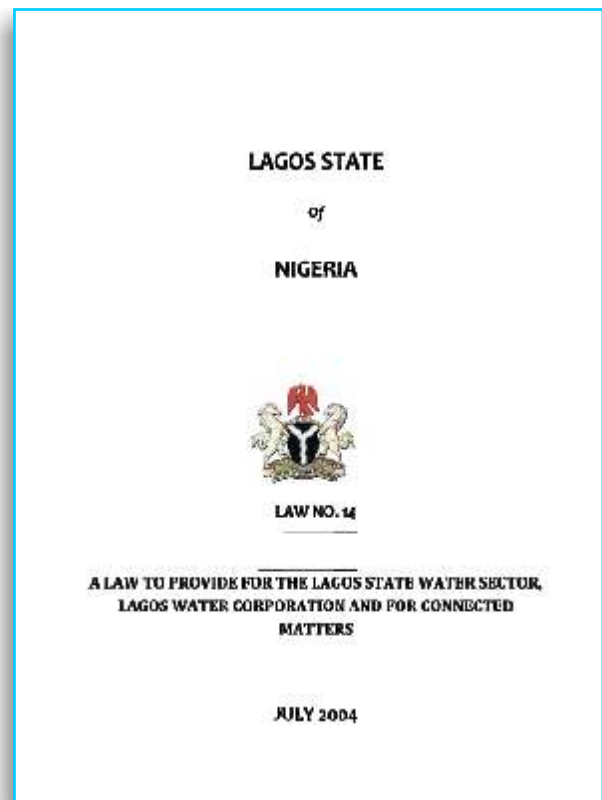 LAGOS STATE
of
NIGERIA
LAW NO. 14
A LAW TO PROVIDE FOR THE LAGOS STATE WATER SECTOR,
LAGOS WATER CORPORATION AND FOR CONNECTED
MATTERS
JULY 2004